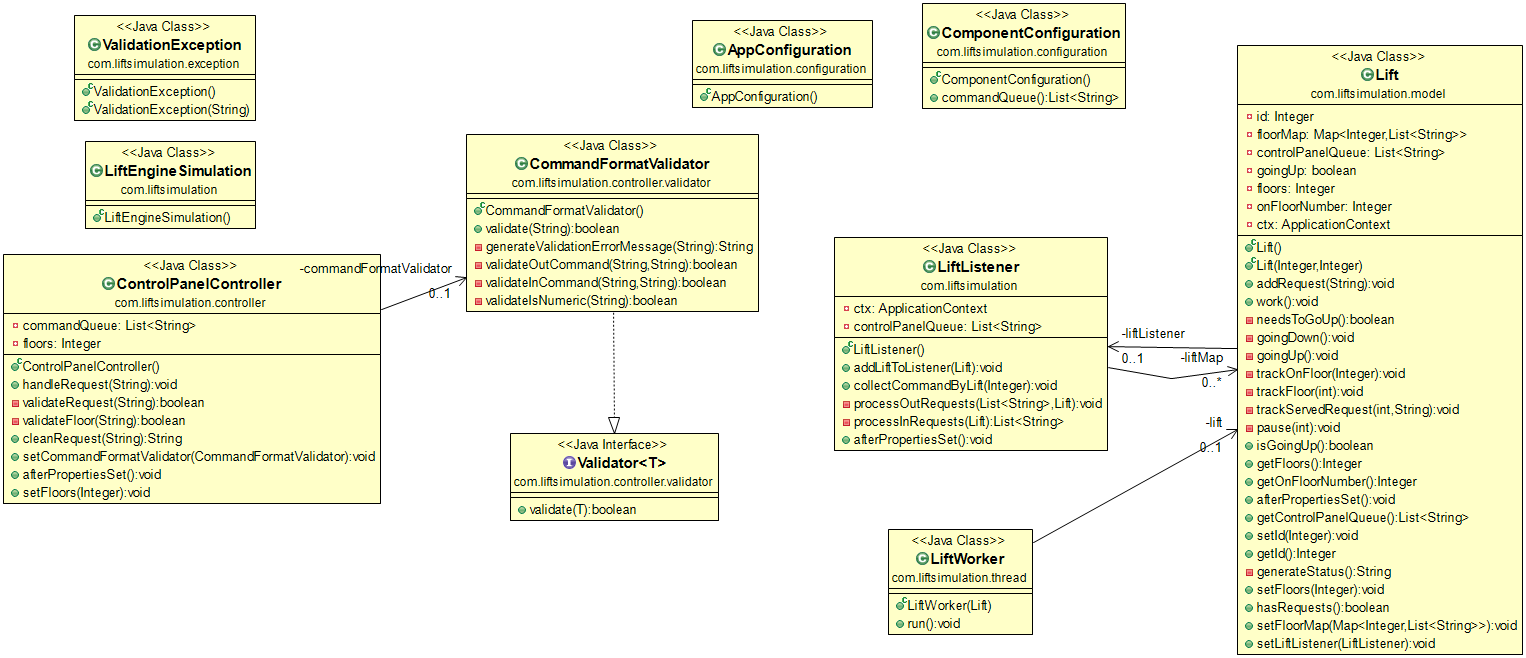 <<Java Class>>
ValidationException
com.liftsimulation.exception
ValidationException()
ValidationException(String)
<<Java Class>>
AppConfiguration
com.liftsimulation.configuration
AppConfiguration()
<<Java Class>>
ComponentConfiguration
com.liftsimulation.configuration
ComponentConfiguration()
commandQueue():List<String>
<<Java Class>>
LiftEngineSimulation
com.liftsimulation
LiftEngineSimulation()
<<Java Class>>
CommandFormatValidator
com.liftsimulation.controller.validator
CommandFormatValidator()
validate(String):boolean
generateValidationErrorMessage(String):String
validateOutCommand(String,String):boolean
validateInCommand(String,String):boolean
validateIsNumeric(String):boolean
<<Java Class>>
ControlPanelController
com.liftsimulation.controller
commandQueue: List<String>
floors: Integer
ControlPanelController()
handleRequest(String):void
validateRequest(String):boolean
validateFloor(String):boolean
cleanRequest(String):String
setCommandFormatValidator(CommandFormatValidator):void
afterPropertiesSet():void
setFloors(Integer):void
-commandFormatValidator
0..1
<<Java Interface>>
Validator<T>
com.liftsimulation.controller.validator
validate(T):boolean
<<Java Class>>
LiftListener
com.liftsimulation
ctx: ApplicationContext
controlPanelQueue: List<String>
LiftListener()
addLiftToListener(Lift):void
collectCommandByLift(Integer):void
processOutRequests(List<String>,Lift):void
processInRequests(Lift):List<String>
afterPropertiesSet():void
-liftListener
0..1
-liftMap
0..*
-lift
0..1
<<Java Class>>
LiftWorker
com.liftsimulation.thread
LiftWorker(Lift)
run():void
<<Java Class>>
Lift
com.liftsimulation.model
id: Integer
floorMap: Map<Integer,List<String>>
controlPanelQueue: List<String>
goingUp: boolean
floors: Integer
onFloorNumber: Integer
ctx: ApplicationContext
Lift()
Lift(Integer,Integer)
addRequest(String):void
work():void
needsToGoUp():boolean
goingDown():void
goingUp():void
trackOnFloor(Integer):void
trackFloor(int):void
trackServedRequest(int,String):void
pause(int):void
isGoingUp():boolean
getFloors():Integer
getOnFloorNumber():Integer
afterPropertiesSet():void
getControlPanelQueue():List<String>
setId(Integer):void
getId():Integer
generateStatus():String
setFloors(Integer):void
hasRequests():boolean
setFloorMap(Map<Integer,List<String>>):void
setLiftListener(LiftListener):void